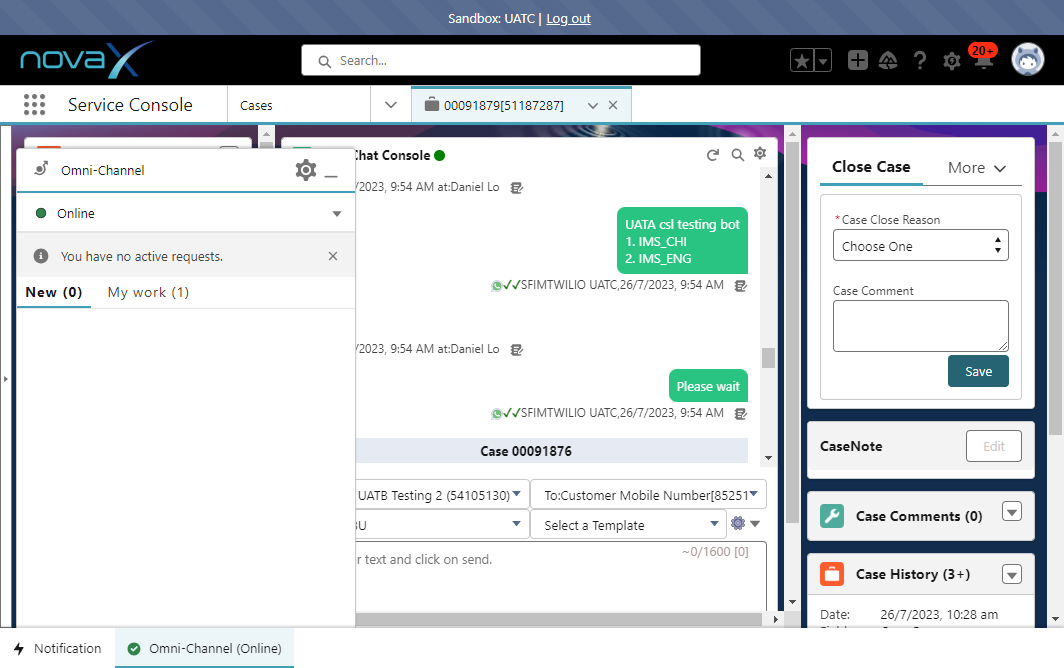 Sandbox: UATC | Log out
novaX
Search...
20+
Service Console
Cases
00091879[51187287]
Omni-Channel
Online
You have no active requests.
New (0)
My work (1)
Chat Console
/2023, 9:54 AM at:Daniel Lo
UATA csl testing bot
1. IMS_CHI
2. IMS_ENG
SFIMTWILIO UATC,26/7/2023, 9:54 AM
/2023, 9:54 AM at:Daniel Lo
Please wait
SFIMTWILIO UATC,26/7/2023, 9:54 AM
Case 00091876
UATB Testing 2 (54105130)
To:Customer Mobile Number[85251
Select a Template
r text and click on send.
~0/1600 [0]
Close Case
More
*Case Close Reason
Choose One
Case Comment
Save
CaseNote
Edit
Case Comments (0)
Case History (3+)
Date:
26/7/2023, 10:28 am
Notification
Omni-Channel (Online)